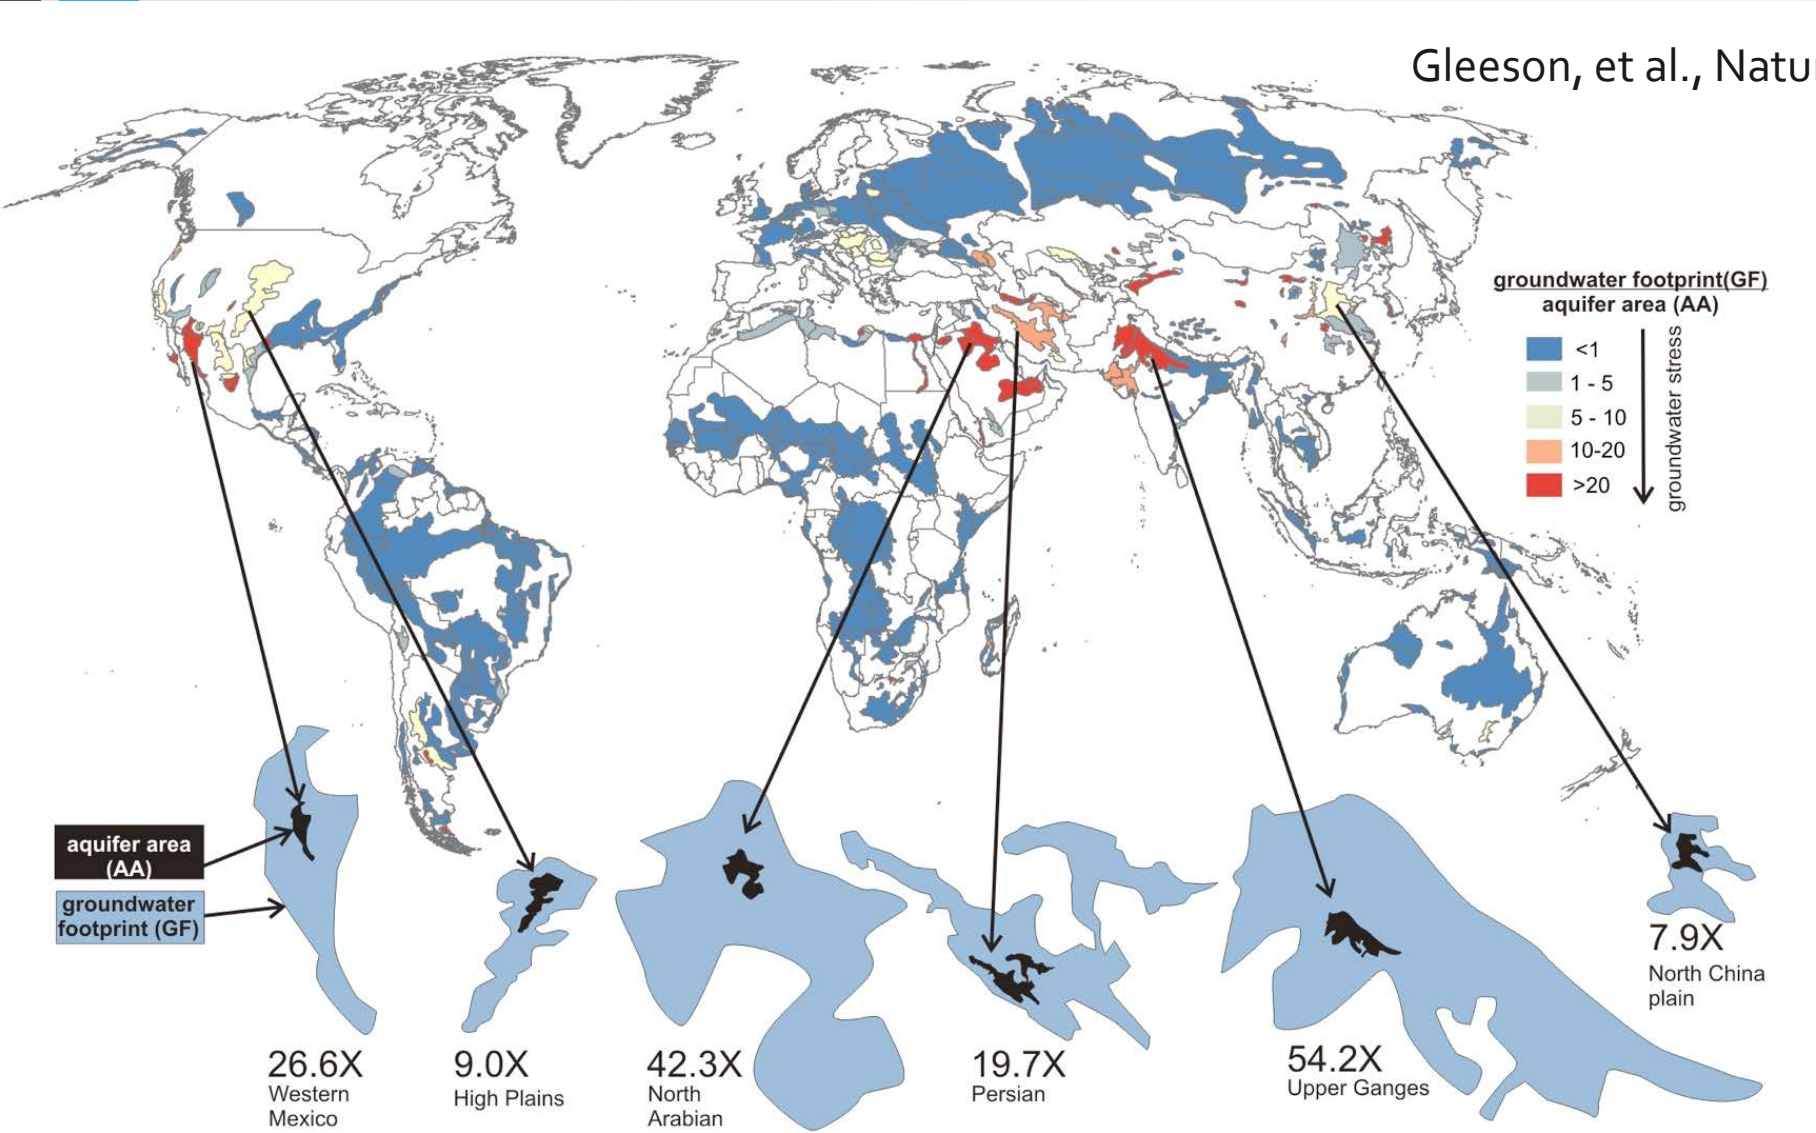 Gleeson, et al., Natu
groundwater footprint(GF)
aquifer area (AA)
<1
1 - 5
5 - 10
10-20
>20
groundwater stress
aquifer area
(AA)
groundwater
footprint (GF)
26.6X
Western
Mexico
9.0X
High Plains
42.3X
North
Arabian
19.7X
Persian
54.2X
Upper Ganges
7.9X
North China
plain